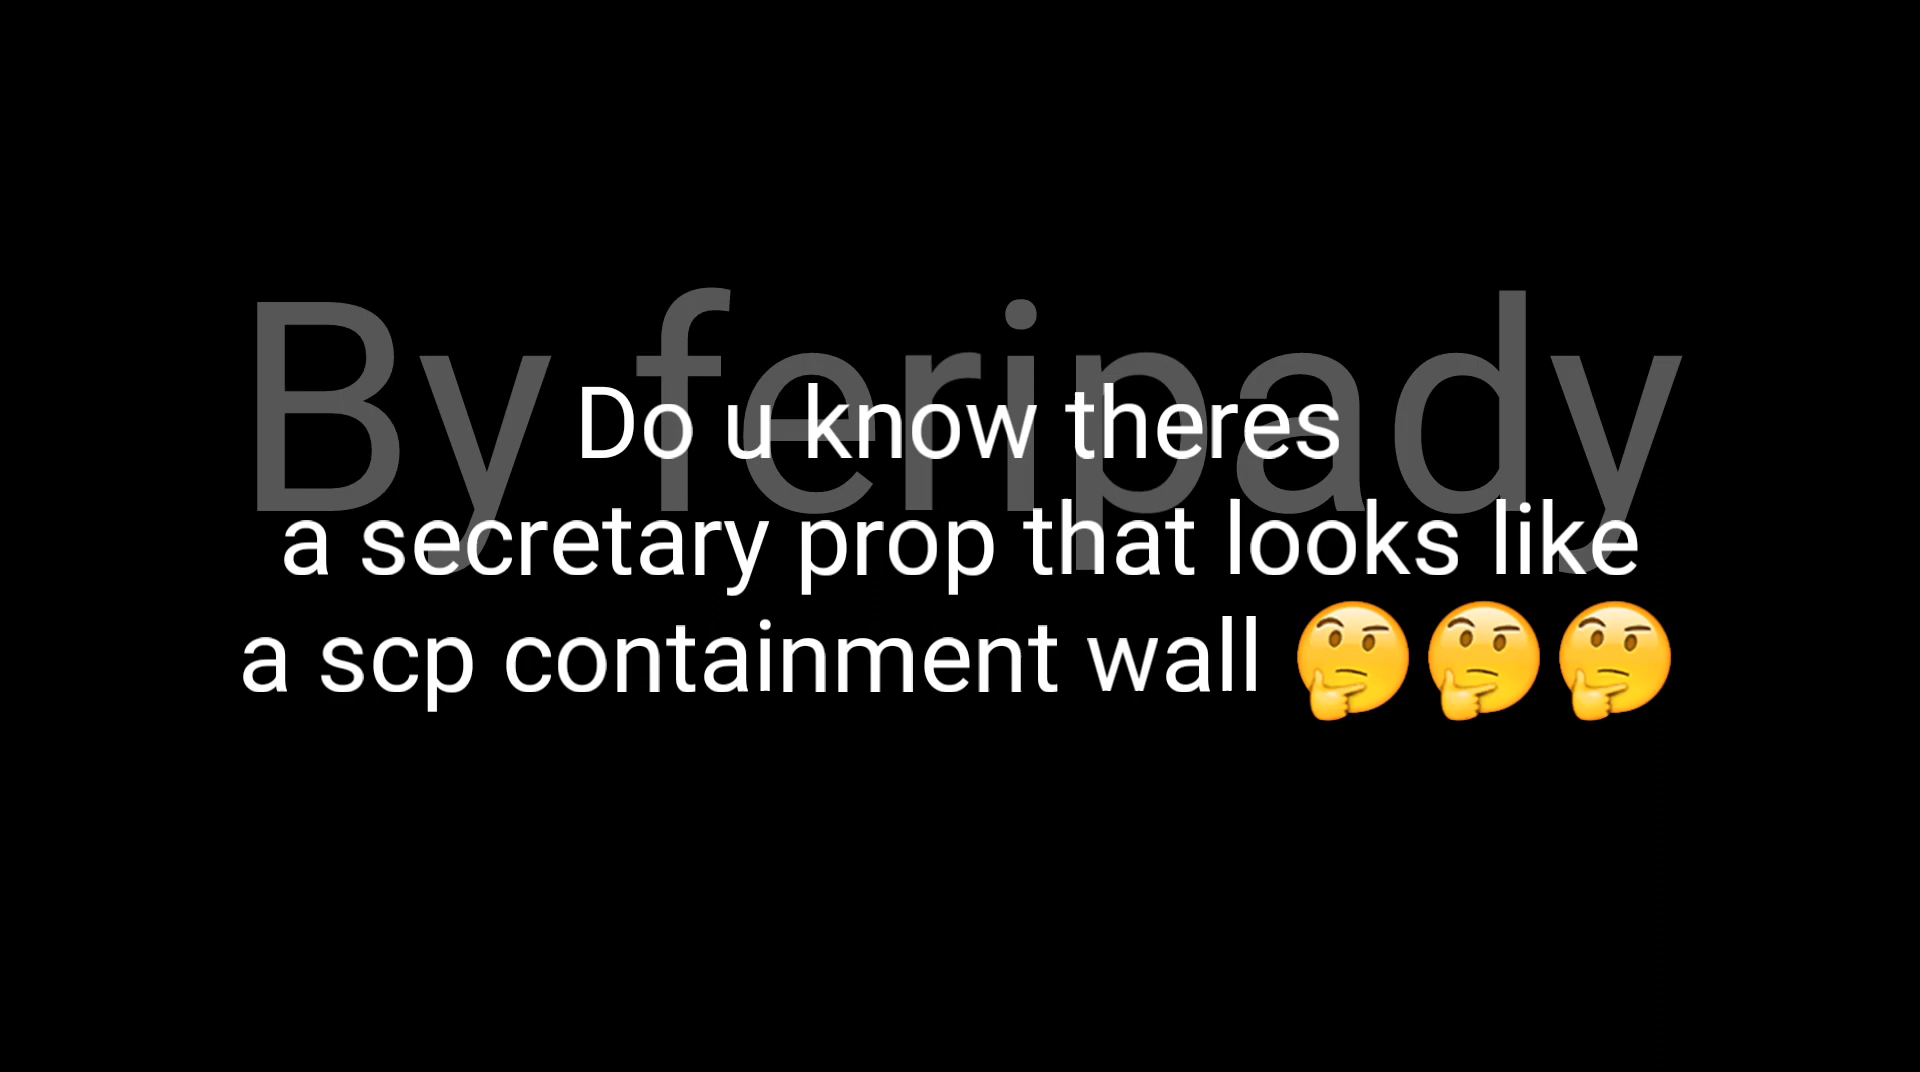 By feripady
Do u know theres
a secretary prop that looks like
a scp containment wall 🤔🤔🤔